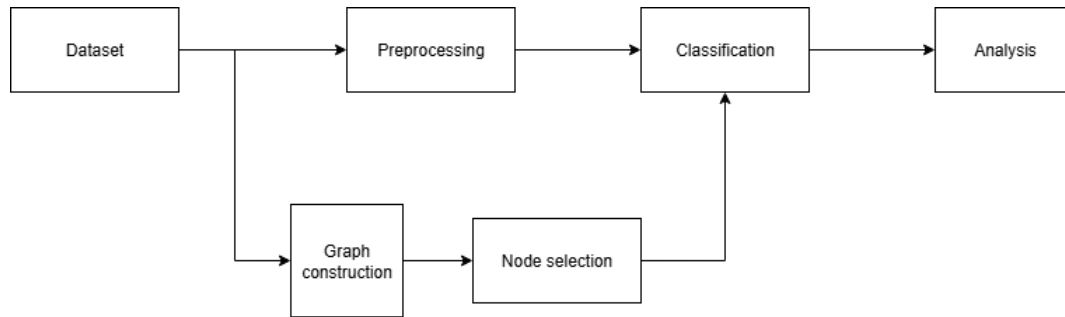 Dataset
Preprocessing
Classification
Analysis
Graph
construction
Node selection